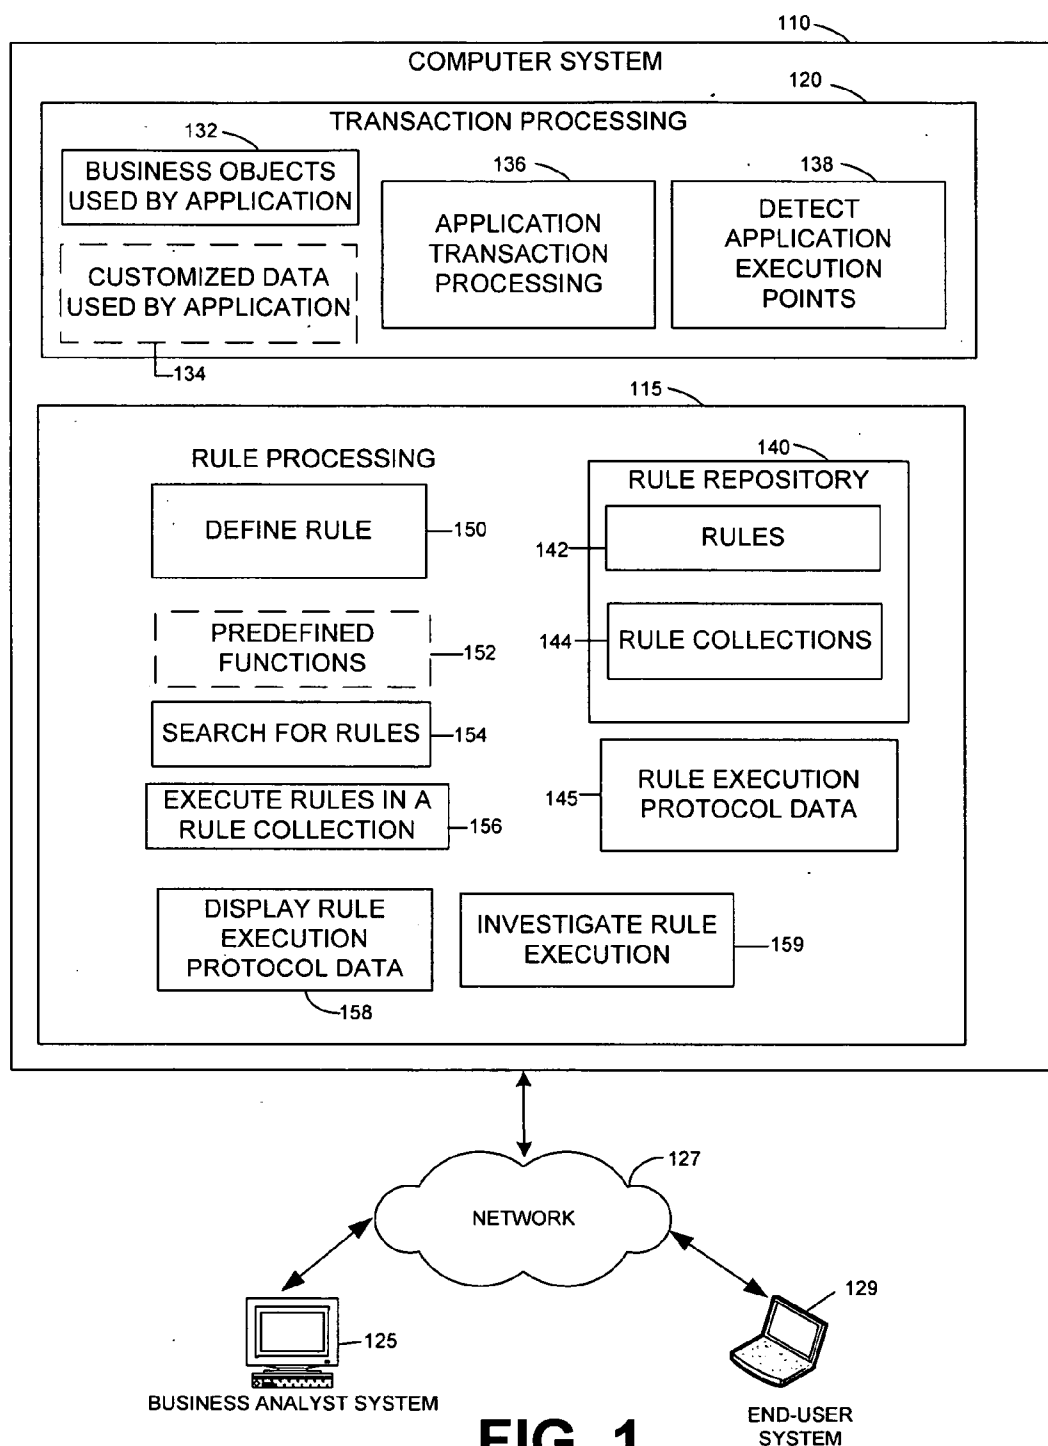 110
COMPUTER SYSTEM
120
TRANSACTION PROCESSING
132
BUSINESS OBJECTS
USED BY APPLICATION
136
APPLICATION
TRANSACTION
PROCESSING
138
DETECT
APPLICATION
EXECUTION
POINTS
CUSTOMIZED DATA
USED BY APPLICATION
134
115
RULE PROCESSING
140
RULE REPOSITORY
DEFINE RULE
150
142
RULES
PREDEFINED
FUNCTIONS
152
144
RULE COLLECTIONS
SEARCH FOR RULES
154
EXECUTE RULES IN A
RULE COLLECTION
156
145
RULE EXECUTION
PROTOCOL DATA
DISPLAY RULE
EXECUTION
PROTOCOL DATA
158
INVESTIGATE RULE
EXECUTION
159
127
NETWORK
125
BUSINESS ANALYST SYSTEM
129
END-USER
SYSTEM
FIG. 1